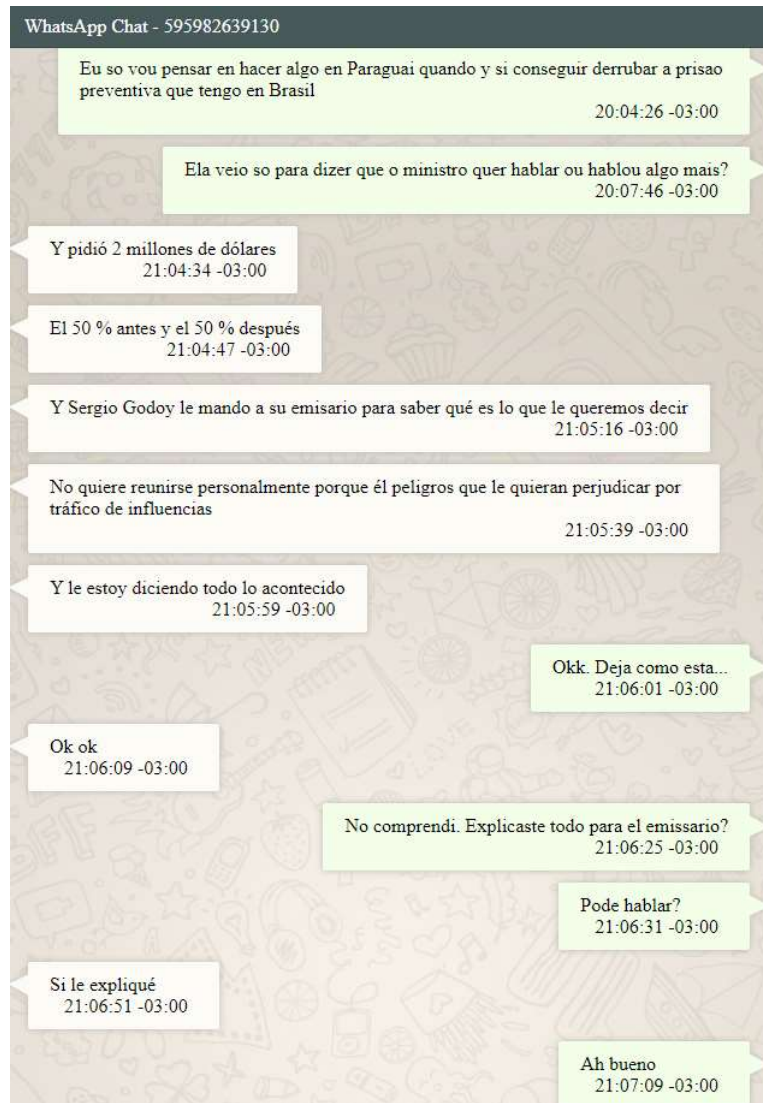 WhatsApp Chat - 595982639130
Eu so vou pensar en hacer algo en Paraguai quando y si conseguir derrubar a prisao
preventiva que tengo en Brasil
20:04:26 -03:00
Ela veio so para dizer que o ministro quer hablar ou hablou algo mais?
20:07:46 -03:00
Y pidió 2 millones de dólares
21:04:34 -03:00
El 50 % antes y el 50 % después
21:04:47 -03:00
Y Sergio Godoy le mando a su emisario para saber qué es lo que le queremos decir
21:05:16 -03:00
No quiere reunirse personalmente porque él peligros que le quieran perjudicar por
tráfico de influencias
21:05:39 -03:00
Y le estoy diciendo todo lo acontecido
21:05:59 -03:00
Okk. Deja como esta...
21:06:01 -03:00
Ok ok
21:06:09 -03:00
No comprendi. Explicaste todo para el emissario?
21:06:25 -03:00
Pode hablar?
21:06:31 -03:00
Si le expliqué
21:06:51 -03:00
Ah bueno
21:07:09 -03:00